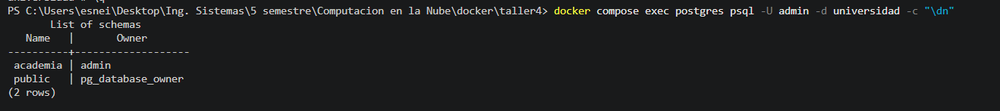 PS C:\Users\esnei\Desktop\Ing. Sistemas\5 semestre\Computacion en la Nube\docker\taller4> docker compose exec postgres psql -U admin -d universidad -c "\dn"
List of schemas
Name | Owner
----------+-------------------
academia | admin
public | pg_database_owner
(2 rows)